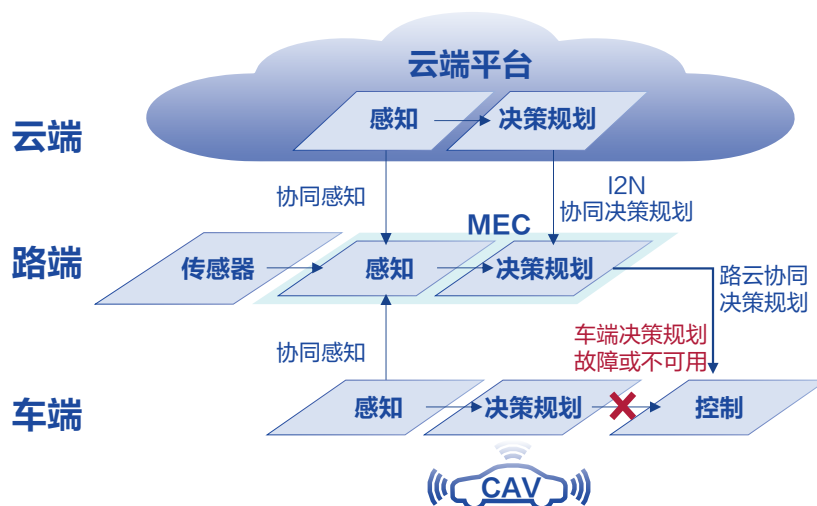 云端平台
云端
感知
决策规划
协同感知
I2N
协同决策规划
MEC
路端
传感器
感知
决策规划
路云协同
决策规划
协同感知
车端决策规划
故障或不可用
车端
感知
决策规划
控制
CAV